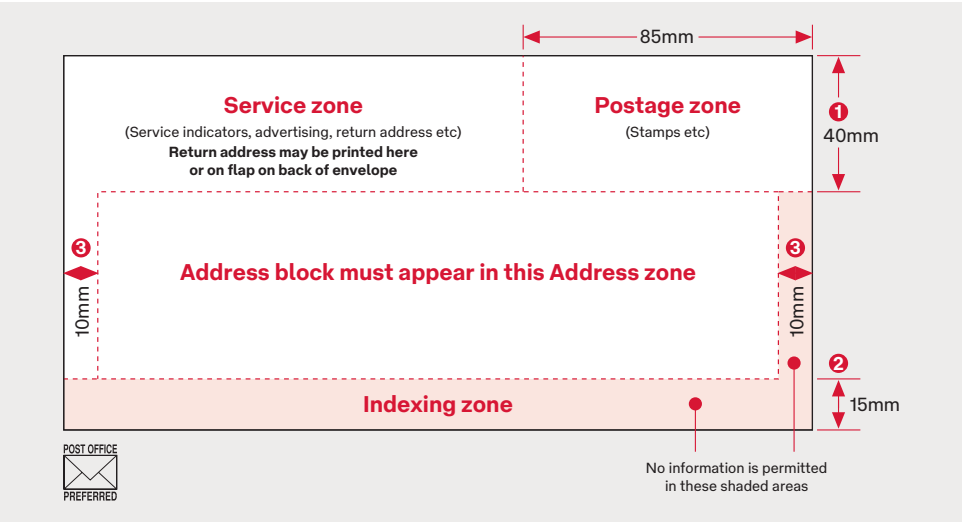 85mm
Service zone
(Service indicators, advertising, return address etc)
Return address may be printed here
or on flap on back of envelope
Postage zone
(Stamps etc)
1
40mm
3
10mm
Address block must appear in this Address zone
3
10mm
2
15mm
Indexing zone
POST OFFICE
PREFERRED
No information is permitted
in these shaded areas